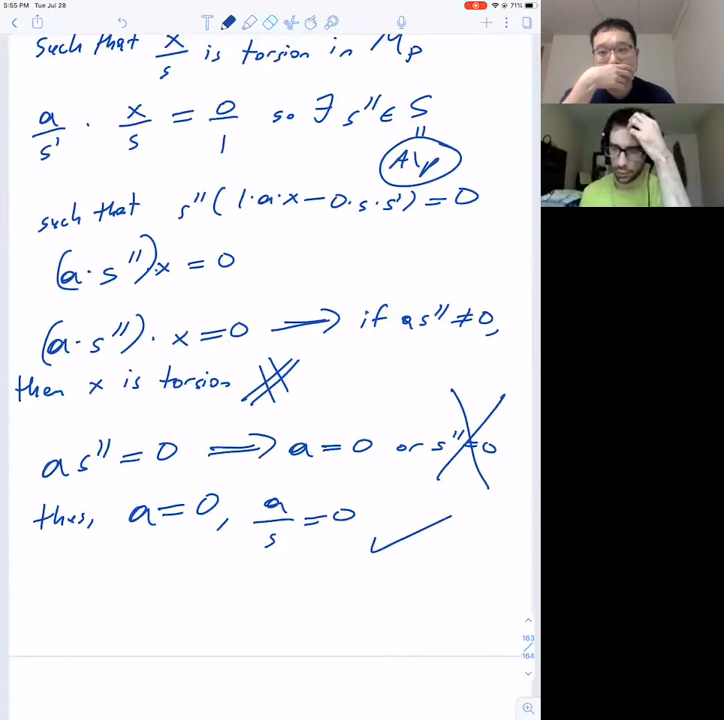 5:55 PM Tue Jul 28
71%
such that x/s is torsion in M_p
a/s' · x/s = 0/1 so ∃ s'' ∈ S
"
A\p
such that s''(1·a·x − 0·s·s') = 0
(a·s'')·x = 0
(a·s'')·x = 0 ⟹ if as'' ≠ 0,
then x is torsion
as'' = 0 ⟹ a = 0 or s'' = 0
thus, a = 0, a/s = 0 ✓
163
/
164